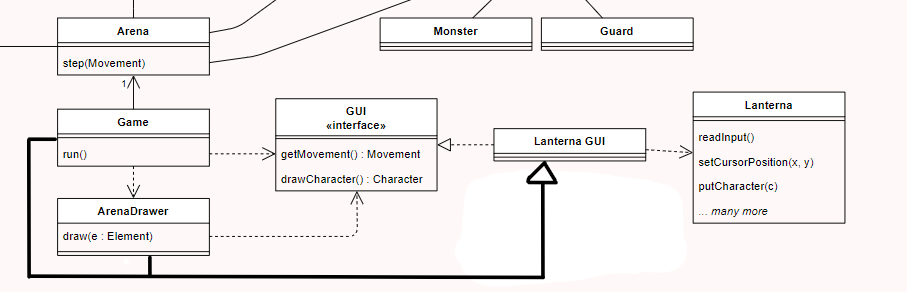 Arena
step(Movement)
Monster
Guard
1
Game
run()
GUI
«interface»
getMovement() : Movement
drawCharacter() : Character
Lanterna GUI
Lanterna
readInput()
setCursorPosition(x, y)
putCharacter(c)
... many more
ArenaDrawer
draw(e : Element)